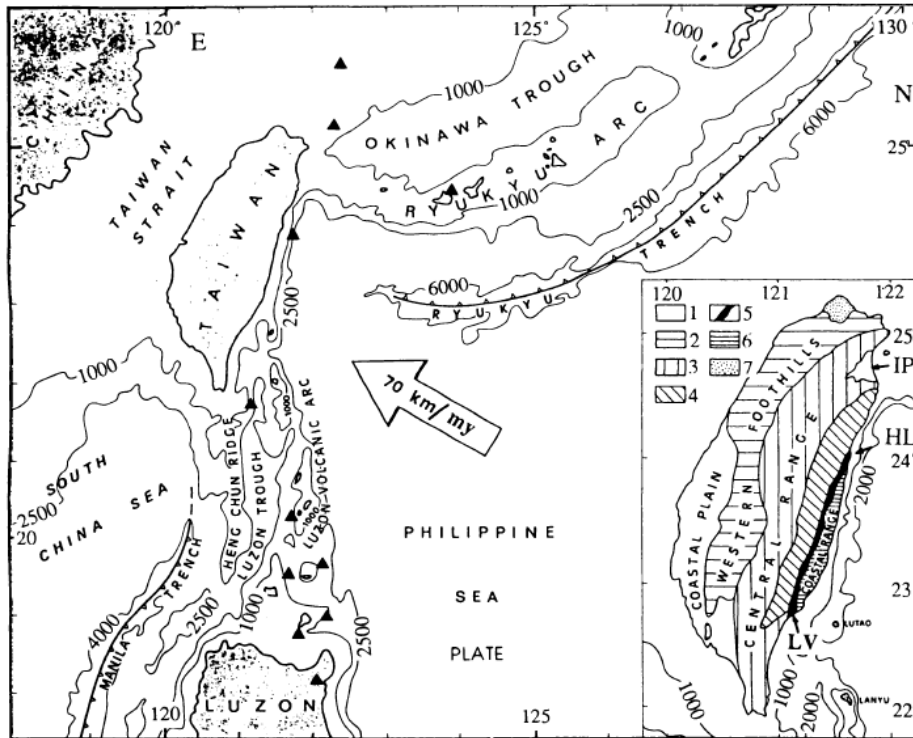 120°
E
125°
130
N
25°
1000
CHINA
TAIWAN
STRAIT
TAIWAN
OKINAWA TROUGH
1000
RYUKYU ARC
1000
2500
6000
TRENCH
6000
RYUKYU
2500
1000
70 km/my
SOUTH
CHINA SEA
2500
20
HENG CHUN RIDGE
LUZON TROUGH
1000
1000
LUZON VOLCANIC ARC
MANILA TRENCH
4000
2500
1000
2500
PHILIPPINE
SEA
PLATE
LUZON
120
125
120
121
122
1
2
3
4
5
6
7
25
24
23
22
IP
HL
LV
COASTAL PLAIN
WESTERN FOOTHILLS
CENTRAL RANGE
COASTAL RANGE
2000
LUTAO
LANYU
1000
1000
2000